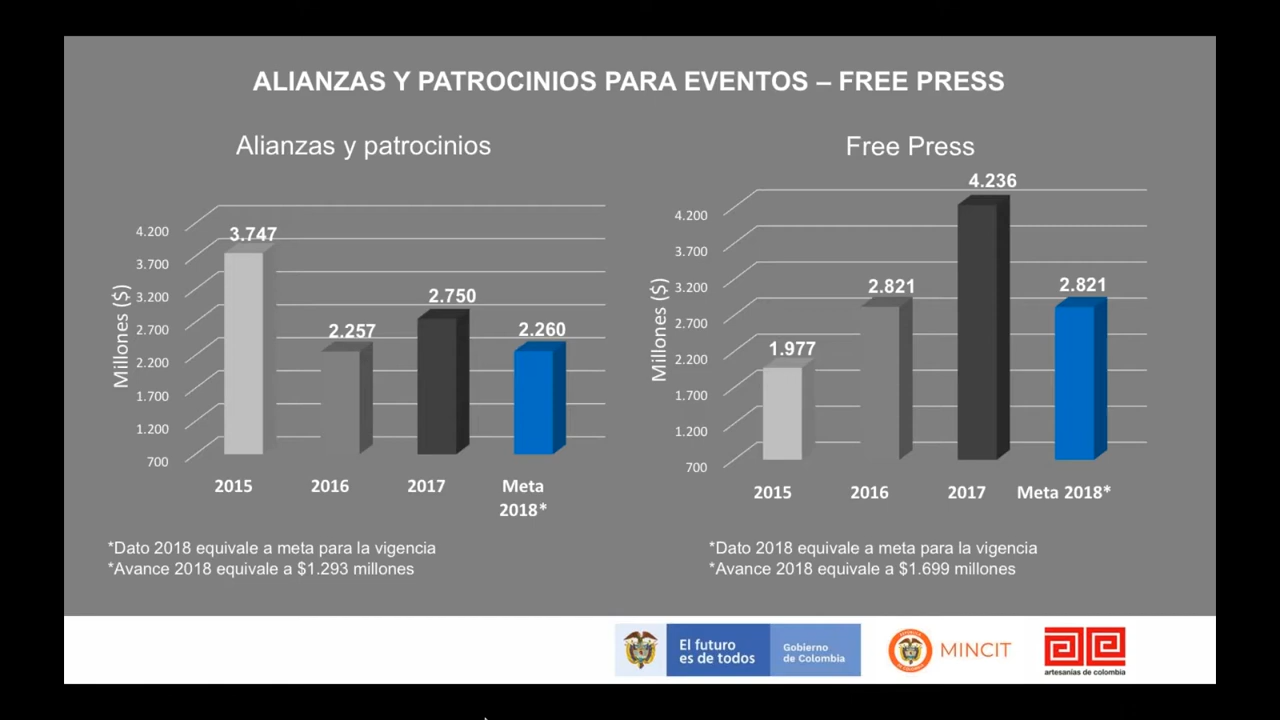 ALIANZAS Y PATROCINIOS PARA EVENTOS – FREE PRESS
Alianzas y patrocinios
Millones ($)
4.200
3.700
3.200
2.700
2.200
1.700
1.200
700
3.747
2.257
2.750
2.260
2015
2016
2017
Meta
2018*
*Dato 2018 equivale a meta para la vigencia
*Avance 2018 equivale a $1.293 millones
Free Press
Millones ($)
4.200
3.700
3.200
2.700
2.200
1.700
1.200
700
1.977
2.821
4.236
2.821
2015
2016
2017
Meta 2018*
*Dato 2018 equivale a meta para la vigencia
*Avance 2018 equivale a $1.699 millones
El futuro
es de todos
Gobierno
de Colombia
MINCIT
artesanías de colombia